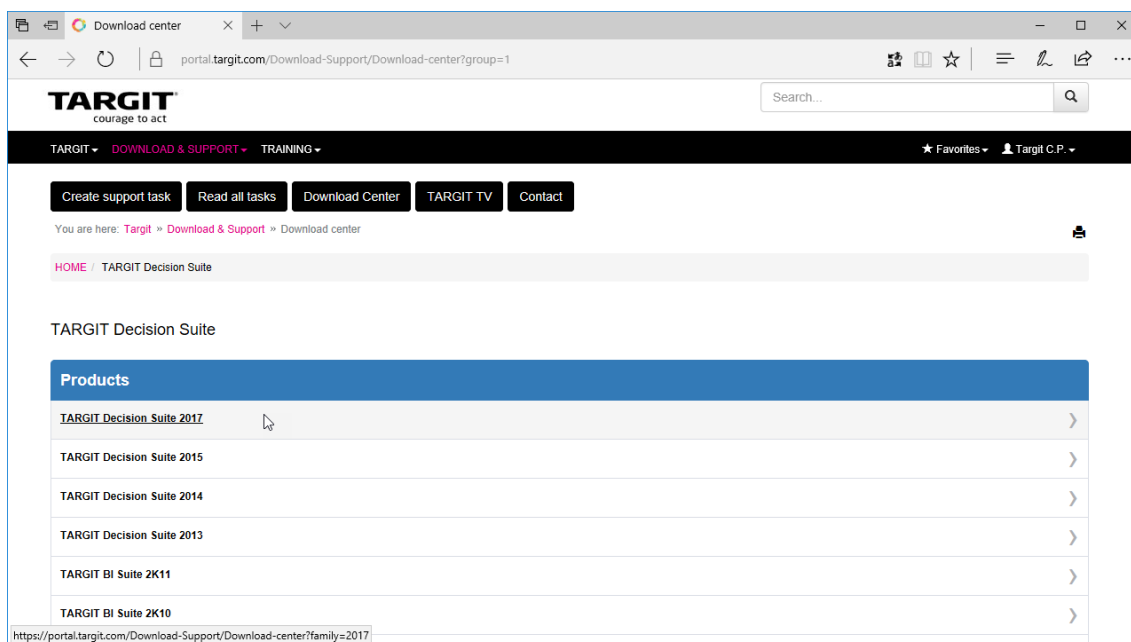 Download center
portal.targit.com/Download-Support/Download-center?group=1
TARGIT
courage to act
Search...
TARGIT DOWNLOAD & SUPPORT TRAINING Favorites Targit C.P.
Create support task Read all tasks Download Center TARGIT TV Contact
You are here: Targit » Download & Support » Download center
HOME / TARGIT Decision Suite
TARGIT Decision Suite
Products
TARGIT Decision Suite 2017
TARGIT Decision Suite 2015
TARGIT Decision Suite 2014
TARGIT Decision Suite 2013
TARGIT BI Suite 2K11
TARGIT BI Suite 2K10
https://portal.targit.com/Download-Support/Download-center?family=2017